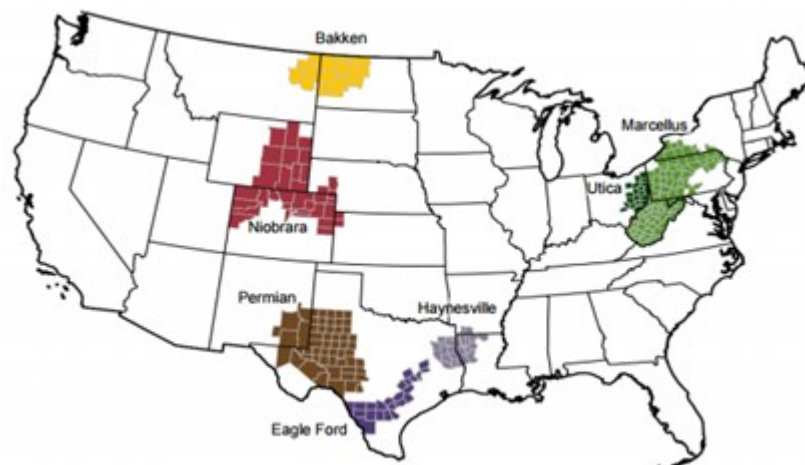 Bakken
Marcellus
Utica
Niobrara
Permian
Haynesville
Eagle Ford